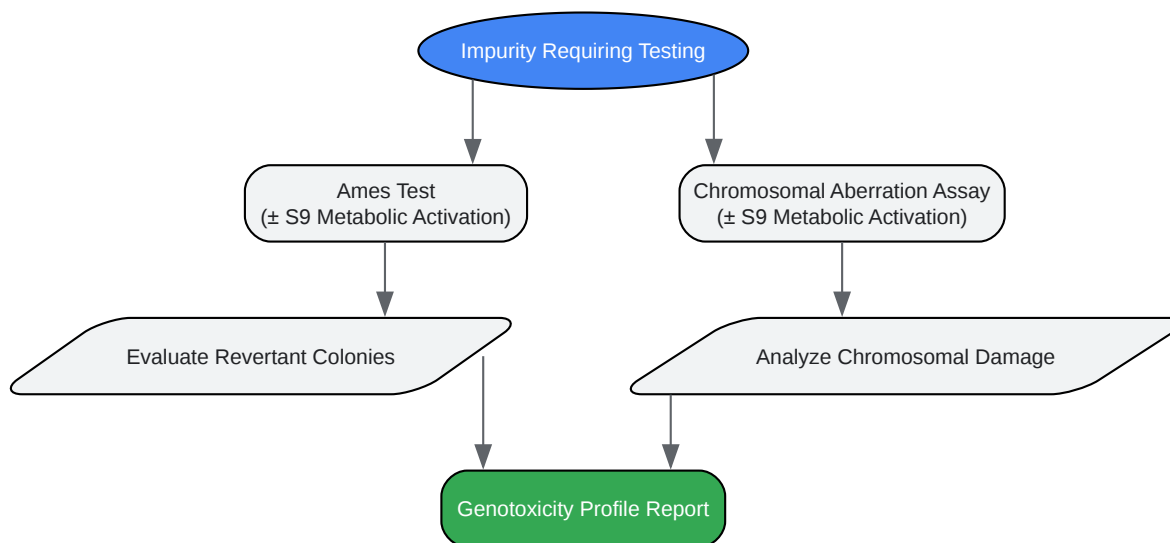 Impurity Requiring Testing
Ames Test
(± S9 Metabolic Activation)
Chromosomal Aberration Assay
(± S9 Metabolic Activation)
Evaluate Revertant Colonies
Analyze Chromosomal Damage
Genotoxicity Profile Report